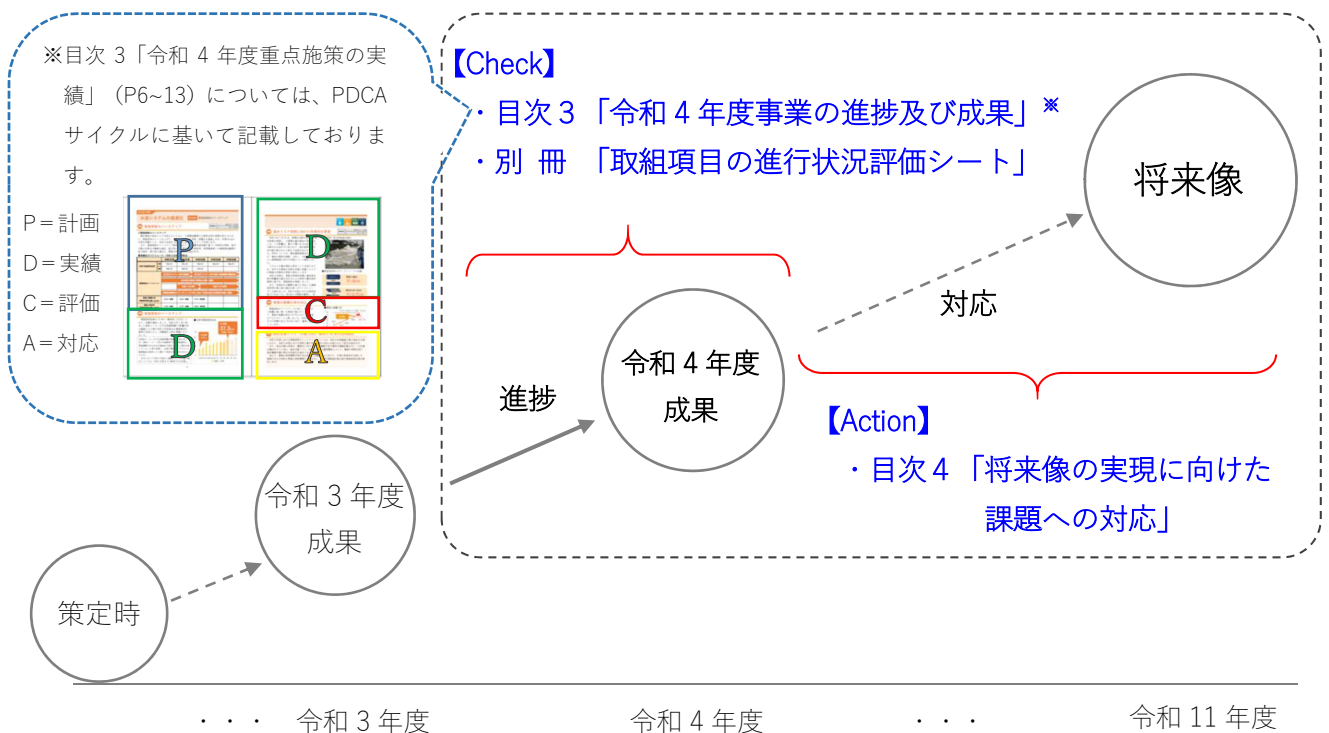 ※目次 3「令和 4 年度重点施策の実
績」（P6~13）については、PDCA
サイクルに基いて記載しておりま
す。
P＝計画
D＝実績
C＝評価
A＝対応
P
D
D
C
A
【Check】
・目次３「令和４年度事業の進捗及び成果」※
・別 冊 「取組項目の進行状況評価シート」
将来像
対応
令和 4 年度
成果
進捗
【Action】
・目次４「将来像の実現に向けた
課題への対応」
令和 3 年度
成果
策定時
・・・ 令和 3 年度 令和 4 年度 ・・・ 令和 11 年度